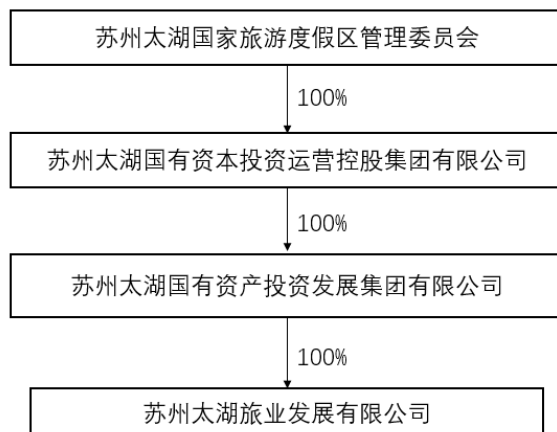 苏州太湖国家旅游度假区管理委员会
100%
苏州太湖国有资本投资运营控股集团有限公司
100%
苏州太湖国有资产投资发展集团有限公司
100%
苏州太湖旅业发展有限公司